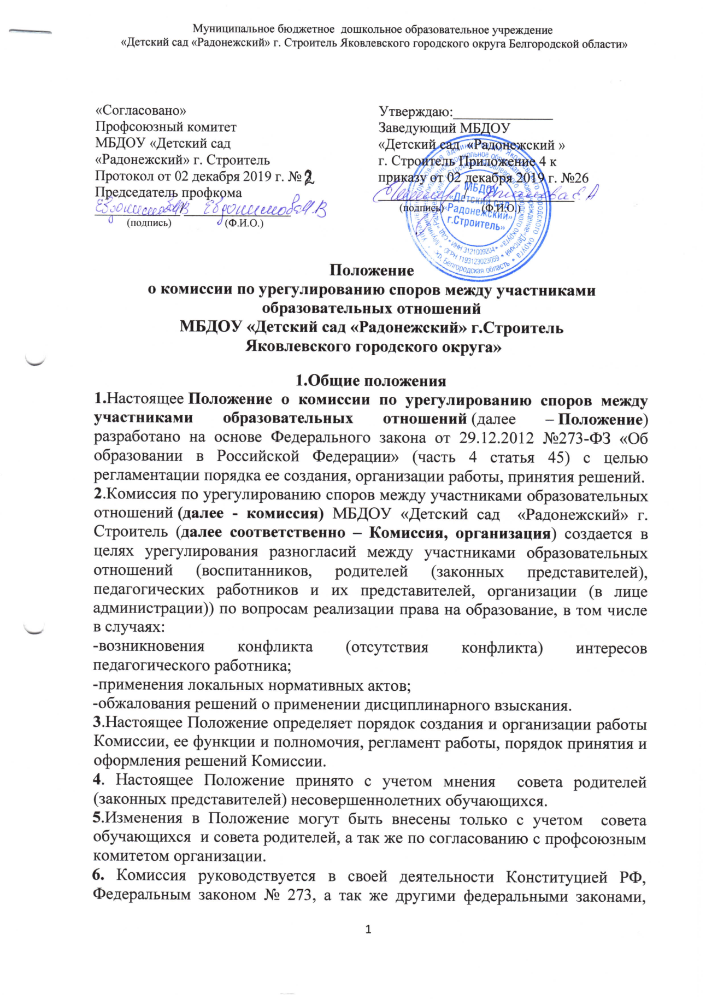 Муниципальное бюджетное  дошкольное образовательное учреждение
«Детский сад «Радонежский» г. Строитель Яковлевского городского округа Белгородской области»
«Согласовано»
Профсоюзный комитет
МБДОУ «Детский сад
«Радонежский» г. Строитель
Протокол от 02 декабря 2019 г. № 2
Председатель профкома
(подпись) (Ф.И.О.)
Утверждаю:______________
Заведующий МБДОУ
«Детский сад  «Радонежский »
г. Строитель Приложение 4 к
приказу от 02 декабря 2019 г. №26
(подпись) (Ф.И.О.)
МБДОУ
«Детский сад
«Радонежский»
г.Строитель»
ИНН 3121009204
ОГРН 1193123023059
Белгородская область
Положение
о комиссии по урегулированию споров между участниками
образовательных отношений
МБДОУ «Детский сад «Радонежский» г.Строитель
Яковлевского городского округа»
1.Общие положения
1.Настоящее Положение о комиссии по урегулированию споров между
участниками образовательных отношений (далее – Положение)
разработано на основе Федерального закона от 29.12.2012 №273-ФЗ «Об
образовании в Российской Федерации» (часть 4 статья 45) с целью
регламентации порядка ее создания, организации работы, принятия решений.
2.Комиссия по урегулированию споров между участниками образовательных
отношений (далее - комиссия) МБДОУ «Детский сад  «Радонежский» г.
Строитель (далее соответственно – Комиссия, организация) создается в
целях урегулирования разногласий между участниками образовательных
отношений (воспитанников, родителей (законных представителей),
педагогических работников и их представителей, организации (в лице
администрации)) по вопросам реализации права на образование, в том числе
в случаях:
-возникновения конфликта (отсутствия конфликта) интересов
педагогического работника;
-применения локальных нормативных актов;
-обжалования решений о применении дисциплинарного взыскания.
3.Настоящее Положение определяет порядок создания и организации работы
Комиссии, ее функции и полномочия, регламент работы, порядок принятия и
оформления решений Комиссии.
4. Настоящее Положение принято с учетом мнения  совета родителей
(законных представителей) несовершеннолетних обучающихся.
5.Изменения в Положение могут быть внесены только с учетом  совета
обучающихся  и совета родителей, а так же по согласованию с профсоюзным
комитетом организации.
6. Комиссия руководствуется в своей деятельности Конституцией РФ,
Федеральным законом № 273, а так же другими федеральными законами,
1